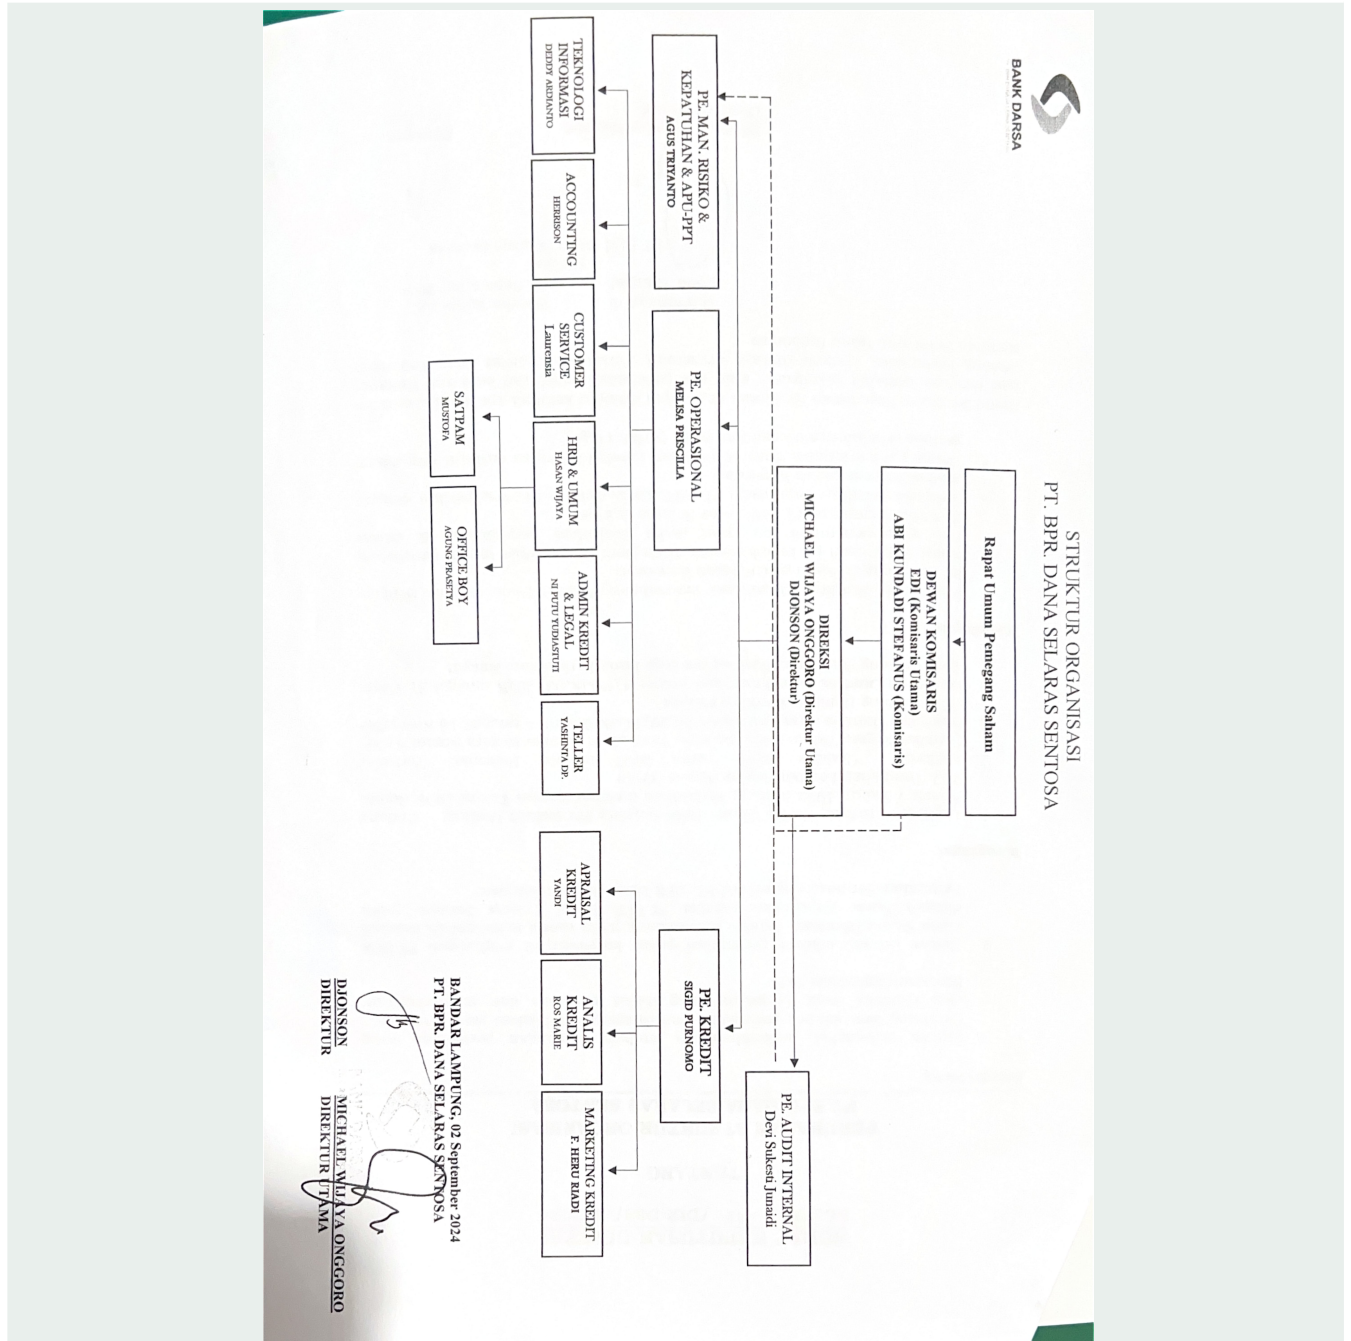 BANK DARSA
STRUKTUR ORGANISASI
PT. BPR. DANA SELARAS SENTOSA
Rapat Umum Pemegang Saham
DEWAN KOMISARIS
EDI (Komisaris Utama)
ABI KUNDADI STEFANUS (Komisaris)
DIREKSI
MICHAEL WIJAYA ONGGORO (Direktur Utama)
DJONSON (Direktur)
PE. AUDIT INTERNAL
Devi Sukesti Junaidi
PE. MAN. RISIKO &
KEPATUHAN & APU-PPT
AGUS TRIYANTO
PE. OPERASIONAL
MELISA PRISCILLA
PE. KREDIT
SIGID PURNOMO
TEKNOLOGI
INFORMASI
DEDDY ARDIANTO
ACCOUNTING
HERRISON
CUSTOMER
SERVICE
Laurensia
HRD & UMUM
HASAN WIJAYA
ADMIN KREDIT
& LEGAL
NI PUTU YUDIASTUTI
TELLER
YASHINTA DP.
APRAISAL
KREDIT
YANDI
ANALIS
KREDIT
ROS MARIE
MARKETING KREDIT
F. HERU RIADI
SATPAM
MUSTOFA
OFFICE BOY
AGUNG PRASETYA
BANDAR LAMPUNG, 02 September 2024
PT. BPR. DANA SELARAS SENTOSA
DJONSON MICHAEL WIJAYA ONGGORO
DIREKTUR DIREKTUR UTAMA